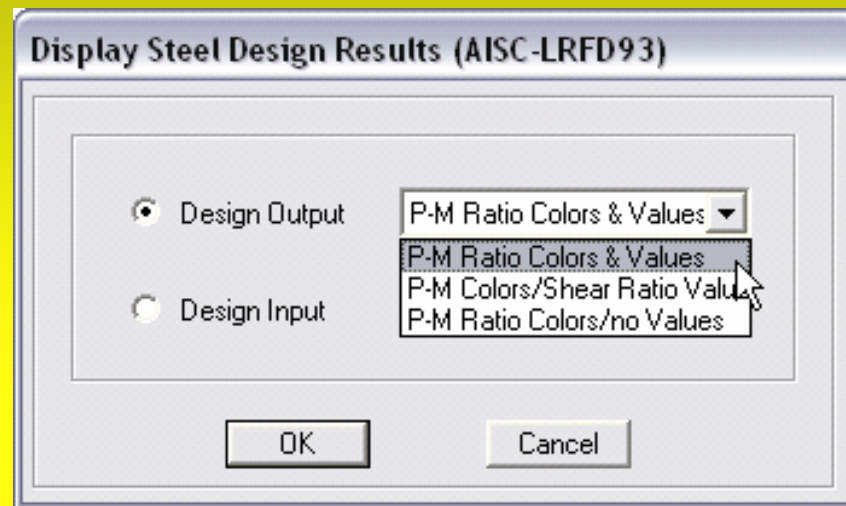 Display Steel Design Results (AISC-LRFD93)
Design Output
P-M Ratio Colors & Values
P-M Ratio Colors & Values
P-M Colors/Shear Ratio
Design Input
P-M Ratio Colors/no Values
OK
Cancel